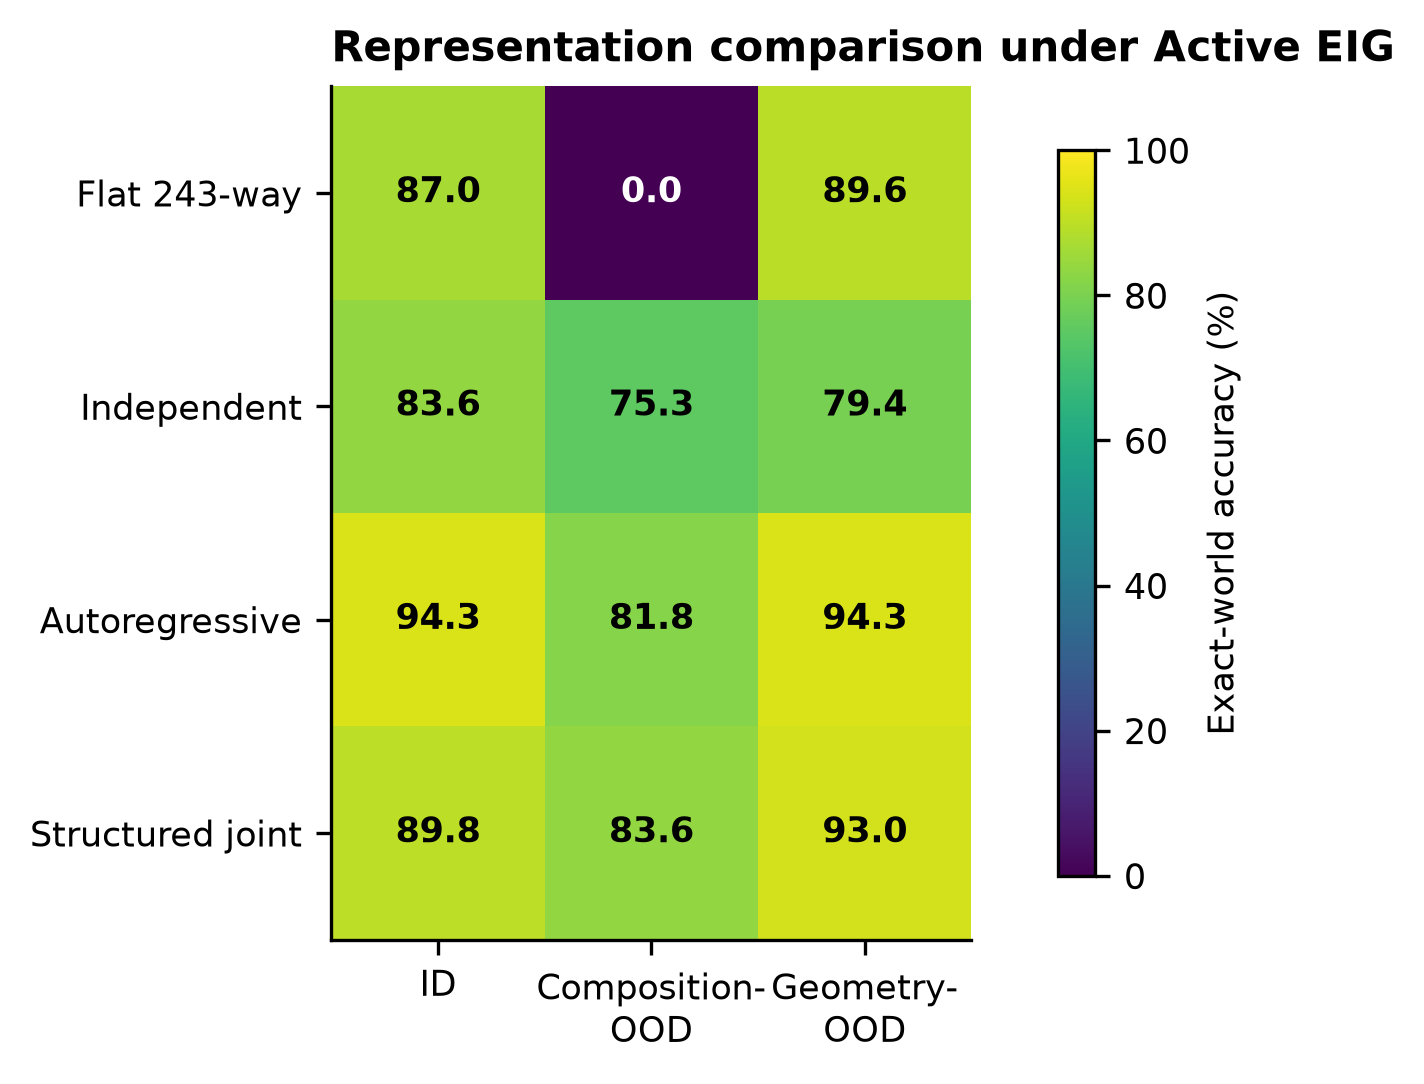 Representation comparison under Active EIG
Flat 243-way
87.0
0.0
89.6
Independent
83.6
75.3
79.4
Autoregressive
94.3
81.8
94.3
Structured joint
89.8
83.6
93.0
ID
Composition-
OOD
Geometry-
OOD
100
80
60
40
20
0
Exact-world accuracy (%)